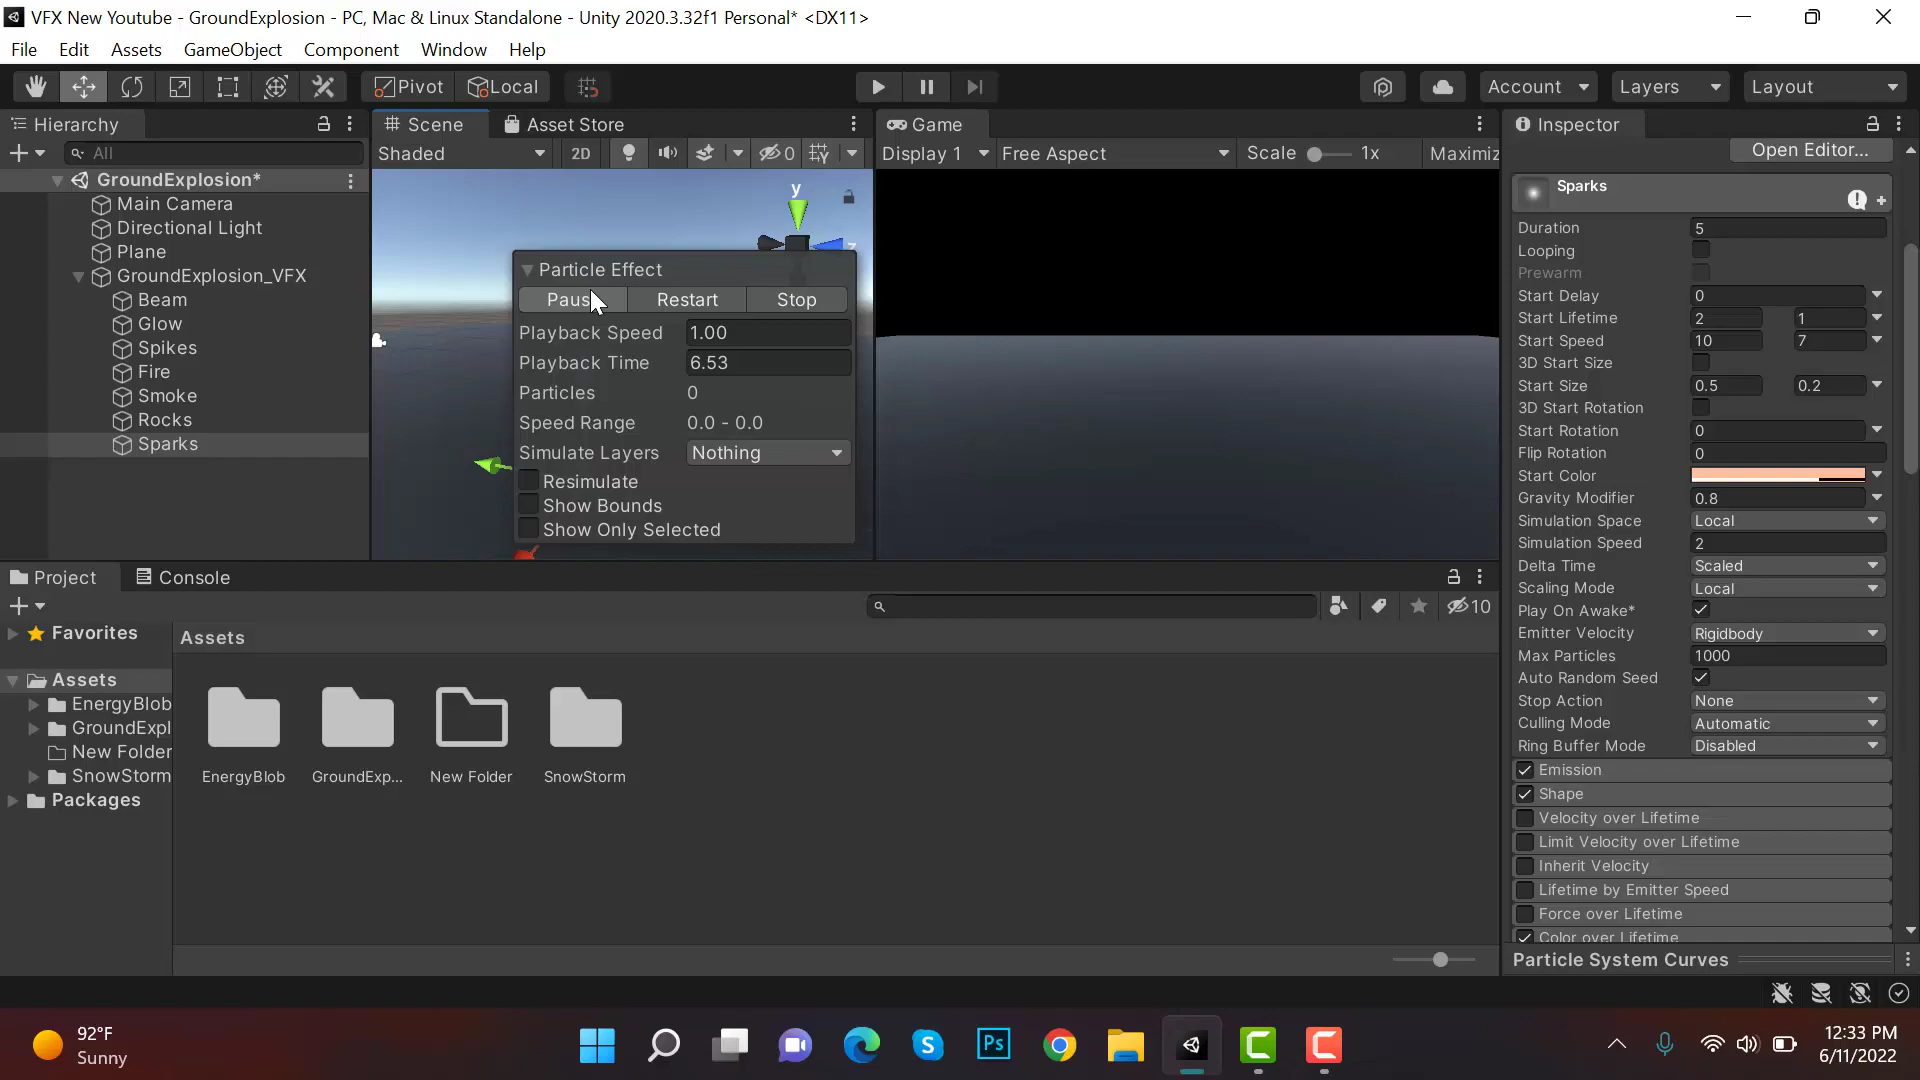 VFX New Youtube - GroundExplosion - PC, Mac & Linux Standalone - Unity 2020.3.32f1 Personal* <DX11>
File Edit Assets GameObject Component Window Help
Pivot Local Account Layers Layout
Hierarchy
All
GroundExplosion*
Main Camera
Directional Light
Plane
GroundExplosion_VFX
Beam
Glow
Spikes
Fire
Smoke
Rocks
Sparks
Scene Asset Store
Shaded 2D 0
y
z
Particle Effect
Paus Restart Stop
Playback Speed 1.00
Playback Time 6.53
Particles 0
Speed Range 0.0 - 0.0
Simulate Layers Nothing
Resimulate
Show Bounds
Show Only Selected
Game
Display 1 Free Aspect Scale 1x Maximiz
Inspector
Open Editor...
Sparks
Duration 5
Looping
Prewarm
Start Delay 0
Start Lifetime 2 1
Start Speed 10 7
3D Start Size
Start Size 0.5 0.2
3D Start Rotation
Start Rotation 0
Flip Rotation 0
Start Color
Gravity Modifier 0.8
Simulation Space Local
Simulation Speed 2
Delta Time Scaled
Scaling Mode Local
Play On Awake*
Emitter Velocity Rigidbody
Max Particles 1000
Auto Random Seed
Stop Action None
Culling Mode Automatic
Ring Buffer Mode Disabled
Emission
Shape
Velocity over Lifetime
Limit Velocity over Lifetime
Inherit Velocity
Lifetime by Emitter Speed
Force over Lifetime
Color over Lifetime
Particle System Curves
Project Console
10
Favorites
Assets
EnergyBlob
GroundExpl
New Folder
SnowStorm
Packages
Assets
EnergyBlob GroundExp... New Folder SnowStorm
92°F
Sunny
Ps
12:33 PM
6/11/2022